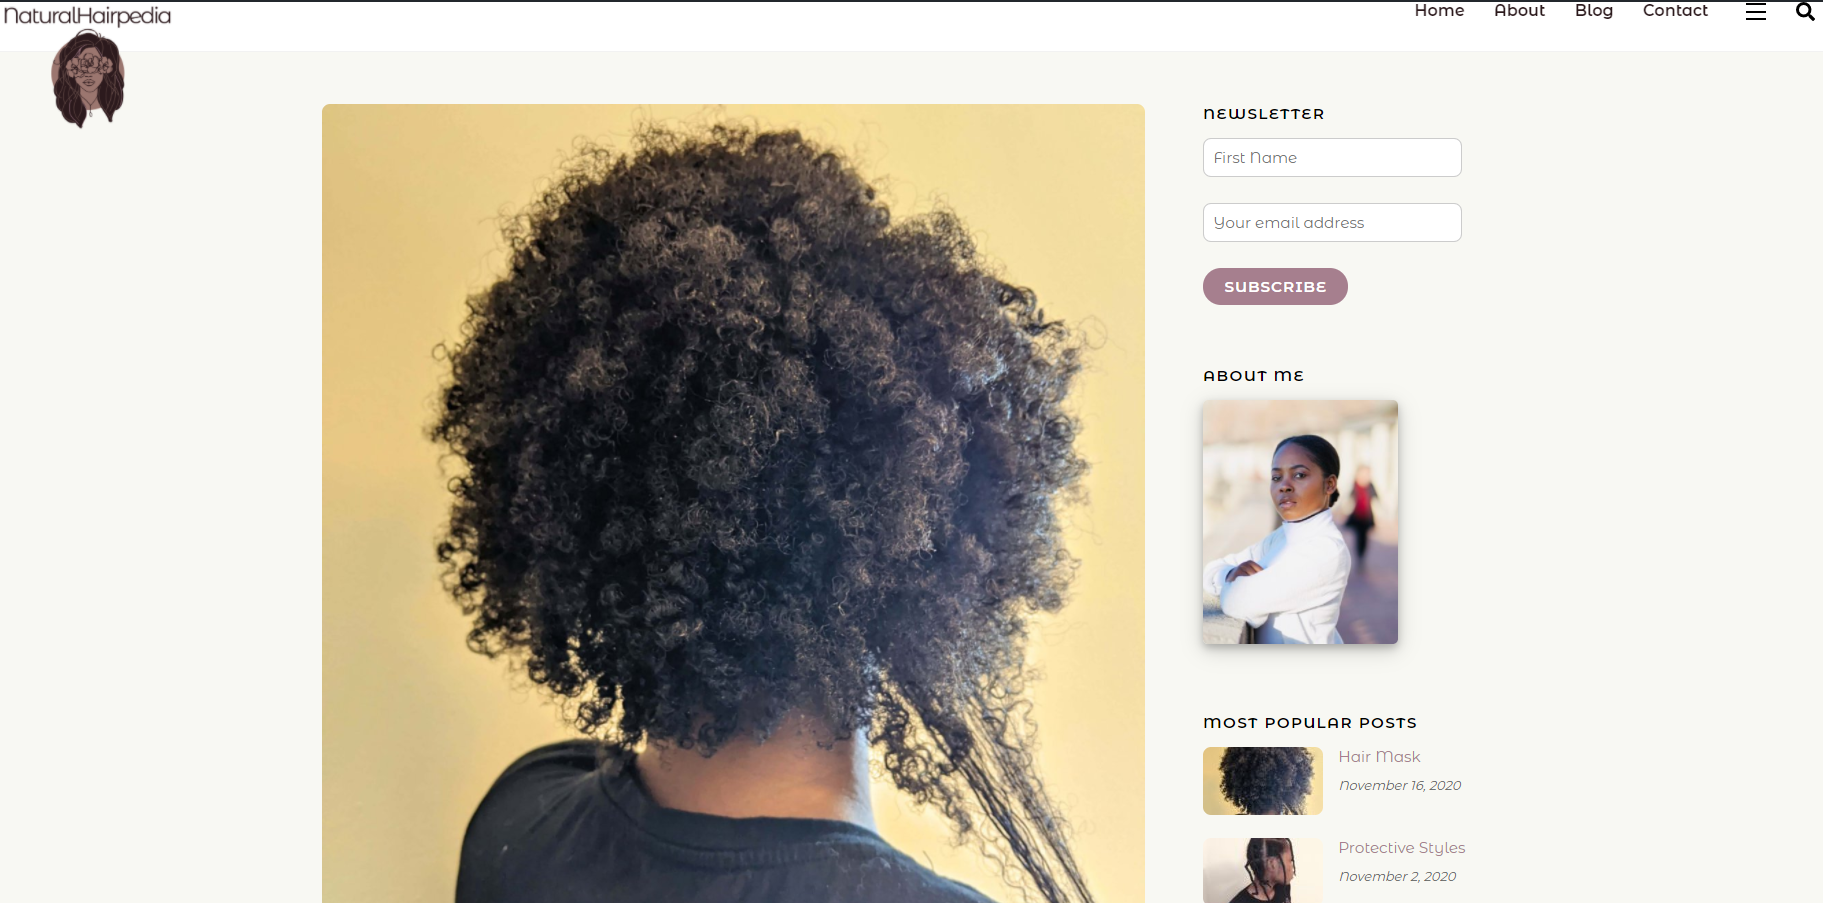 NaturalHairpedia
Home About Blog Contact
NEWSLETTER
First Name
Your email address
SUBSCRIBE
ABOUT ME
MOST POPULAR POSTS
Hair Mask
November 16, 2020
Protective Styles
November 2, 2020